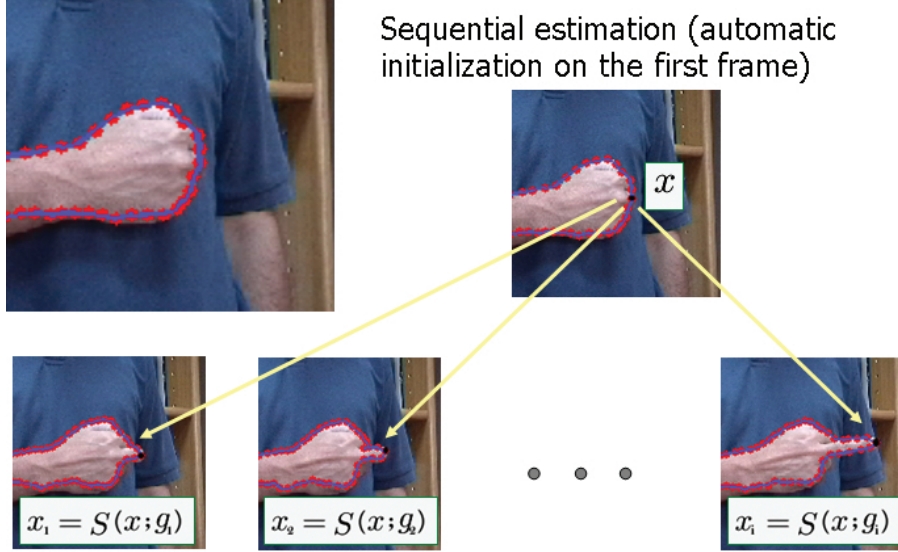 Sequential estimation (automatic
initialization on the first frame)
x
x₁ = S(x;g₁)
x₂ = S(x;g₂)
xᵢ = S(x;gᵢ)